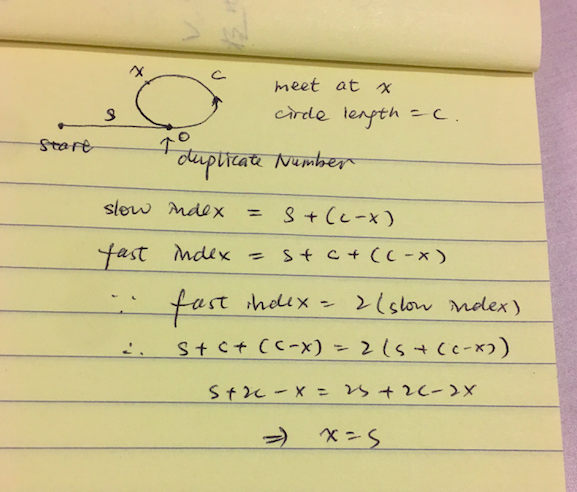 x c
meet at x
s
circle length = c.
start
↑ 0
duplicate Number
slow index = s + (c-x)
fast index = s + c + (c-x)
∵ fast index = 2(slow index)
∴ s + c + (c-x) = 2(s + (c-x))
s + 2c - x = 2s + 2c - 2x
⇒ x = s